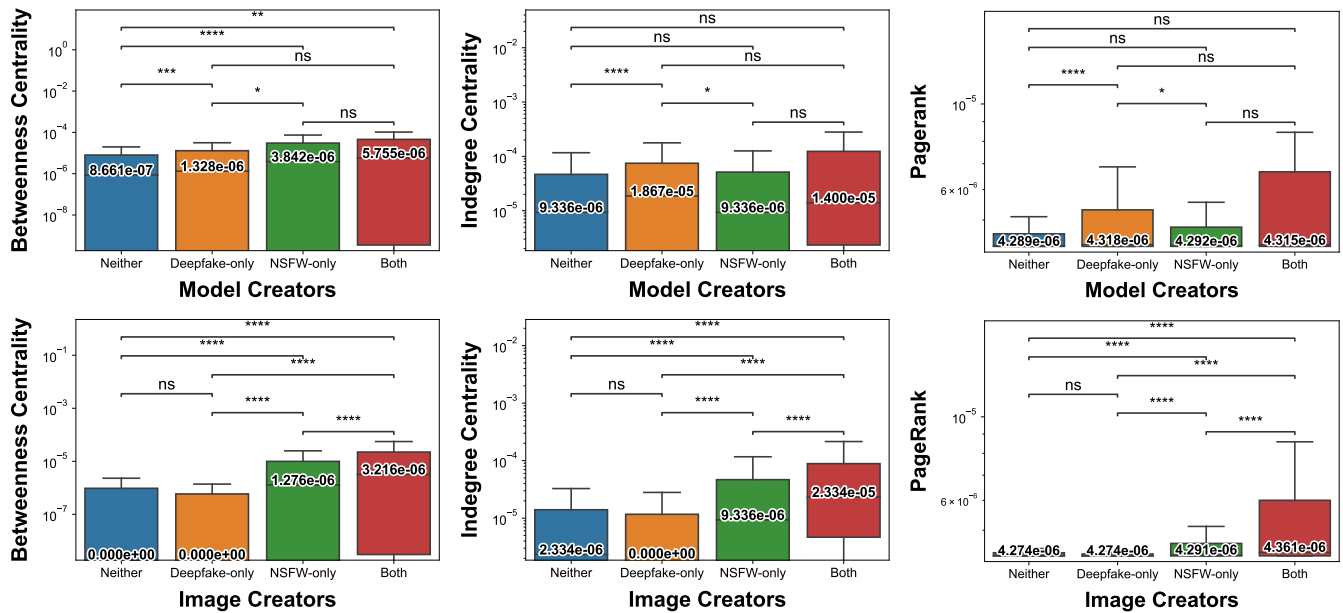 Betweenness Centrality
10⁰
10⁻²
10⁻⁴
10⁻⁶
10⁻⁸
**
****
ns
***
*
ns
8.661e-07
1.328e-06
3.842e-06
5.755e-06
Neither
Deepfake-only
NSFW-only
Both
Model Creators
Indegree Centrality
10⁻²
10⁻³
10⁻⁴
10⁻⁵
ns
ns
ns
****
*
ns
9.336e-06
1.867e-05
9.336e-06
1.400e-05
Neither
Deepfake-only
NSFW-only
Both
Model Creators
Pagerank
10⁻⁵
6 × 10⁻⁶
ns
ns
ns
****
*
ns
4.289e-06
4.318e-06
4.292e-06
4.315e-06
Neither
Deepfake-only
NSFW-only
Both
Model Creators
Betweenness Centrality
10⁻¹
10⁻³
10⁻⁵
10⁻⁷
****
****
****
ns
****
****
0.000e+00
0.000e+00
1.276e-06
3.216e-06
Neither
Deepfake-only
NSFW-only
Both
Image Creators
Indegree Centrality
10⁻²
10⁻³
10⁻⁴
10⁻⁵
****
****
****
ns
****
****
2.334e-06
0.000e+00
9.336e-06
2.334e-05
Neither
Deepfake-only
NSFW-only
Both
Image Creators
PageRank
10⁻⁵
6 × 10⁻⁶
****
****
****
ns
****
****
4.274e-06
4.274e-06
4.291e-06
4.361e-06
Neither
Deepfake-only
NSFW-only
Both
Image Creators